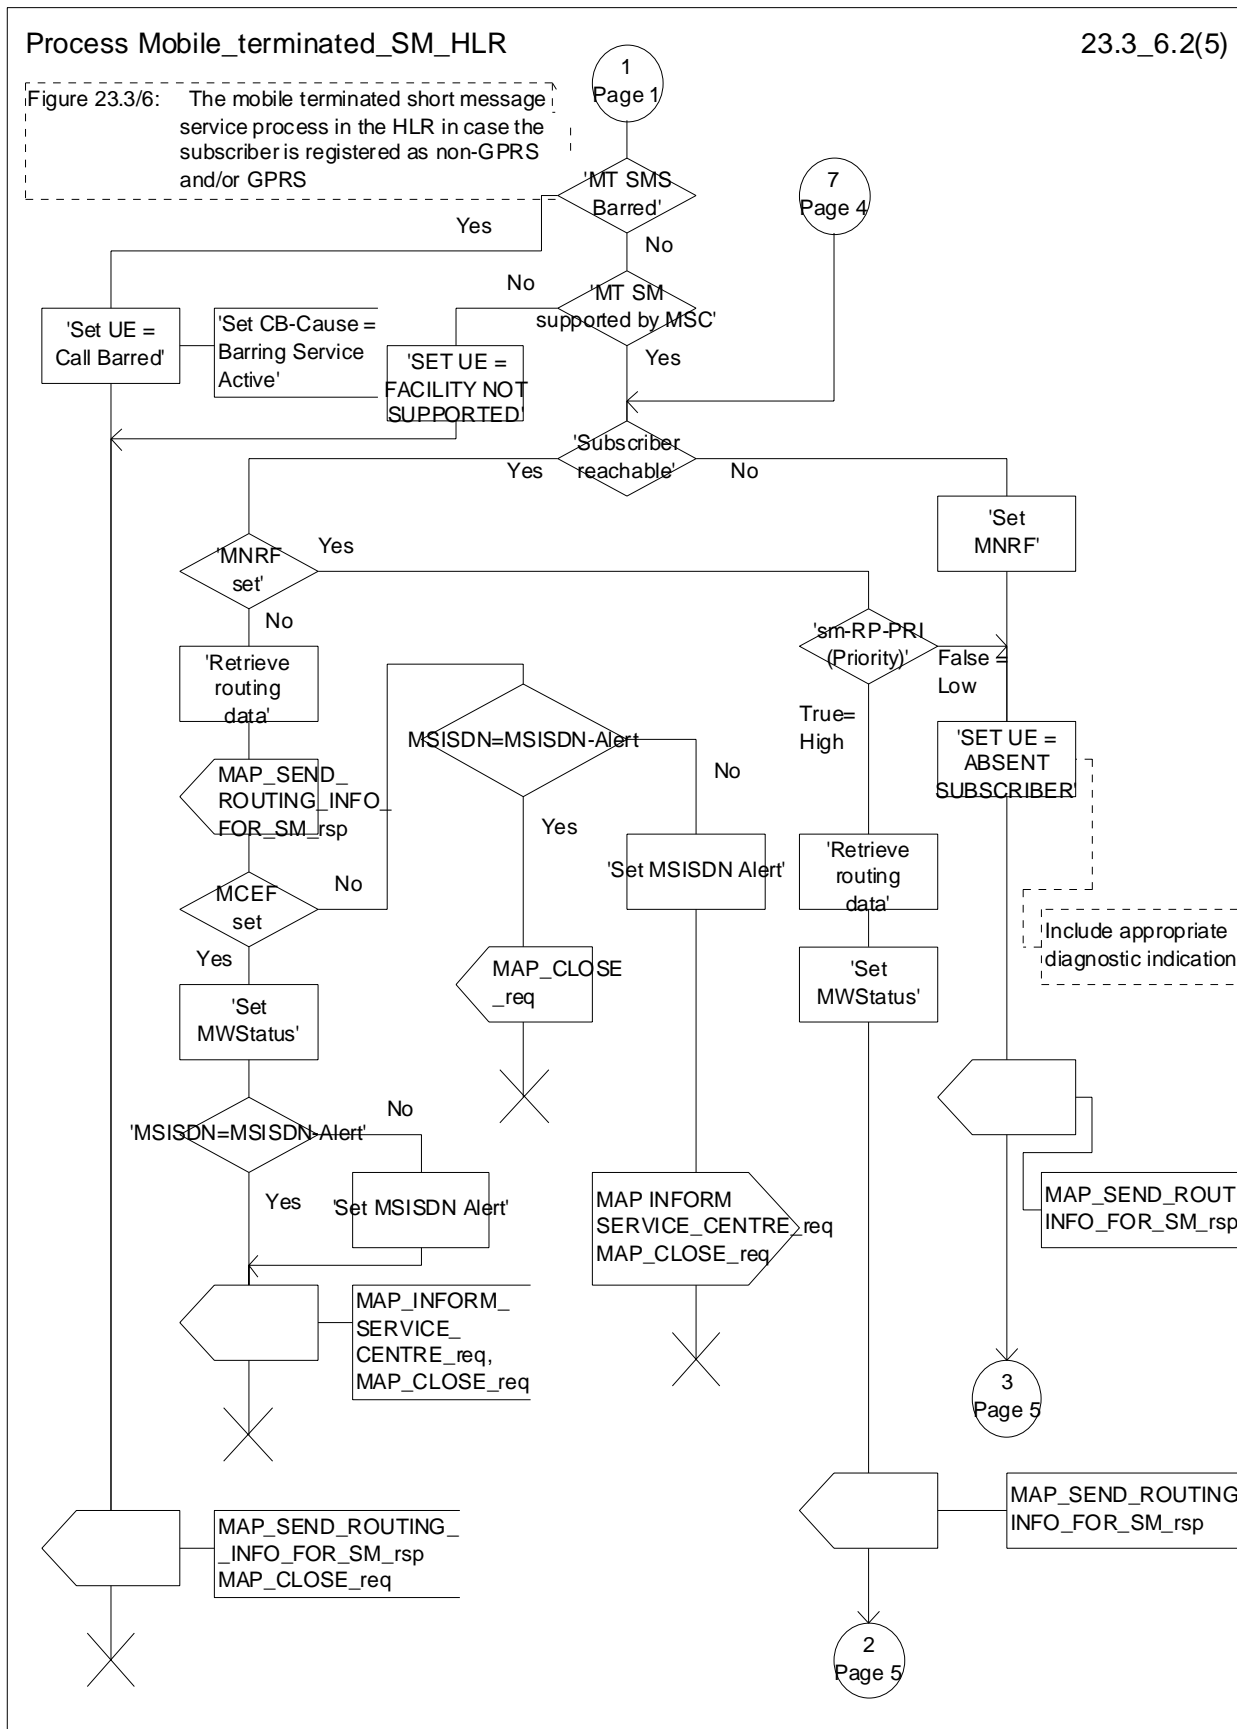 Process Mobile_terminated_SM_HLR
23.3_6.2(5)
Figure 23.3/6: The mobile terminated short message
service process in the HLR in case the
subscriber is registered as non-GPRS
and/or GPRS
1
Page 1
'MT SMS
Barred'
7
Page 4
Yes
No
No
'MT SM
supported by MSC'
'Set UE =
Call Barred'
'Set CB-Cause =
Barring Service
Active'
Yes
'SET UE =
FACILITY NOT
SUPPORTED'
'Subscriber
reachable'
Yes
No
'Set
MNRF'
'MNRF
set'
Yes
No
'sm-RP-PRI
(Priority)'
False =
Low
'Retrieve
routing
data'
True=
High
MSISDN=MSISDN-Alert
'SET UE =
ABSENT
SUBSCRIBER'
No
MAP_SEND_
ROUTING_INFO_
FOR_SM_rsp
Yes
'Set MSISDN Alert'
'Retrieve
routing
data'
MCEF
set
No
Include appropriate
diagnostic indication
Yes
MAP_CLOSE
_req
'Set
MWStatus'
'Set
MWStatus'
No
'MSISDN=MSISDN-Alert'
Yes
'Set MSISDN Alert'
MAP INFORM
SERVICE_CENTRE_req
MAP_CLOSE_req
MAP_SEND_ROUT
INFO_FOR_SM_rsp
MAP_INFORM_
SERVICE_
CENTRE_req,
MAP_CLOSE_req
3
Page 5
MAP_SEND_ROUTING_
_INFO_FOR_SM_rsp
MAP_CLOSE_req
MAP_SEND_ROUTING
INFO_FOR_SM_rsp
2
Page 5